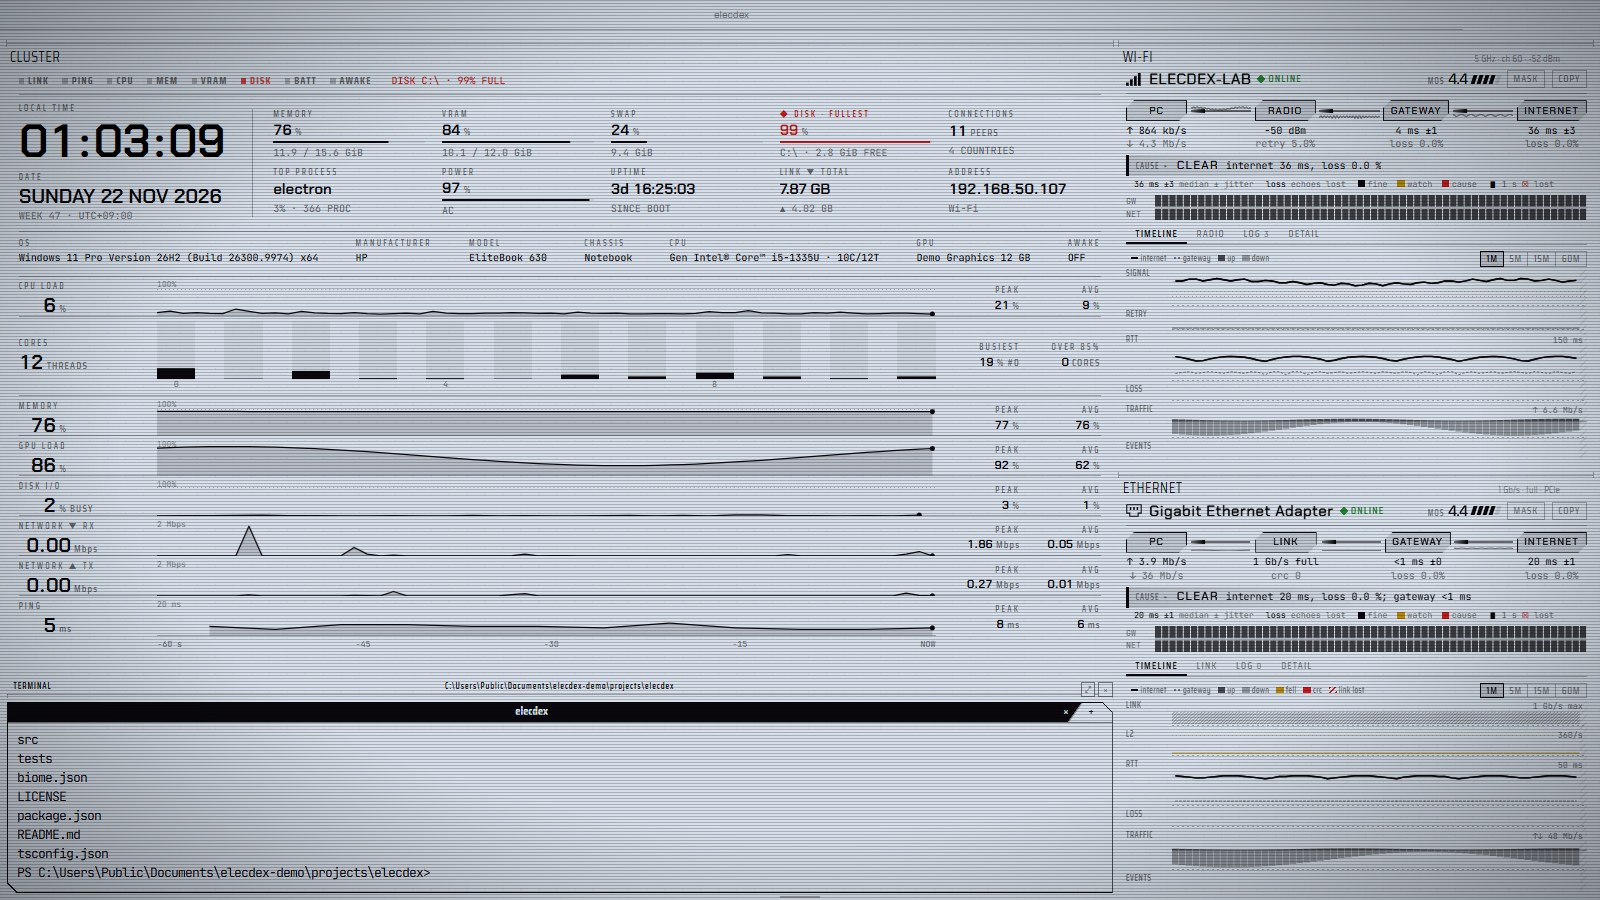 elecdex
CLUSTER
LINK PING CPU MEM VRAM DISK BATT AWAKE DISK C:\ · 99% FULL
LOCAL TIME
01:03:09
DATE
SUNDAY 22 NOV 2026
WEEK 47 · UTC+09:00
MEMORY
76 %
11.9 / 15.6 GiB
VRAM
84 %
10.1 / 12.0 GiB
SWAP
24 %
9.4 GiB
DISK · FULLEST
99 %
C:\ · 2.8 GiB FREE
CONNECTIONS
11 PEERS
4 COUNTRIES
TOP PROCESS
electron
3% · 366 PROC
POWER
97 %
AC
UPTIME
3d 16:25:03
SINCE BOOT
LINK ▼ TOTAL
7.87 GB
▲ 4.02 GB
ADDRESS
192.168.50.107
Wi-Fi
OS MANUFACTURER MODEL CHASSIS CPU GPU AWAKE
Windows 11 Pro Version 26H2 (Build 26300.9974) x64 HP EliteBook 630 Notebook Gen Intel® Core™ i5-1335U · 10C/12T Demo Graphics 12 GB OFF
CPU LOAD 100% PEAK AVG
6 % 21 % 9 %
CORES BUSIEST OVER 85%
12 THREADS 19 % #0 0 CORES
0 4 8
MEMORY 100% PEAK AVG
76 % 77 % 76 %
GPU LOAD 100% PEAK AVG
86 % 92 % 62 %
DISK I/O 100% PEAK AVG
2 % BUSY 3 % 1 %
NETWORK ▼ RX 2 Mbps PEAK AVG
0.00 Mbps 1.86 Mbps 0.05 Mbps
NETWORK ▲ TX 2 Mbps PEAK AVG
0.00 Mbps 0.27 Mbps 0.01 Mbps
PING 20 ms PEAK AVG
5 ms 8 ms 6 ms
-60 s -45 -30 -15 NOW
TERMINAL C:\Users\Public\Documents\elecdex-demo\projects\elecdex
elecdex × +
src
tests
biome.json
LICENSE
package.json
README.md
tsconfig.json
PS C:\Users\Public\Documents\elecdex-demo\projects\elecdex>
WI-FI 5 GHz · ch 60 · -52 dBm
ELECDEX-LAB ONLINE MOS 4.4 MASK COPY
PC RADIO GATEWAY INTERNET
↑ 864 kb/s -50 dBm 4 ms ±1 36 ms ±3
↓ 4.3 Mb/s retry 5.0% loss 0.0% loss 0.0%
CAUSE CLEAR internet 36 ms, loss 0.0 %
36 ms ±3 median ± jitter loss echoes lost fine watch cause 1 s lost
GW
NET
TIMELINE RADIO LOG 3 DETAIL
internet gateway up down 1M 5M 15M 60M
SIGNAL
RETRY
RTT 150 ms
LOSS
TRAFFIC ↑ 6.6 Mb/s
EVENTS
ETHERNET 1 Gb/s · full · PCIe
Gigabit Ethernet Adapter ONLINE MOS 4.4 MASK COPY
PC LINK GATEWAY INTERNET
↑ 3.9 Mb/s 1 Gb/s full <1 ms ±0 20 ms ±1
↓ 36 Mb/s crc 0 loss 0.0% loss 0.0%
CAUSE CLEAR internet 20 ms, loss 0.0 %; gateway <1 ms
20 ms ±1 median ± jitter loss echoes lost fine watch cause 1 s lost
GW
NET
TIMELINE LINK LOG 0 DETAIL
internet gateway up down fell crc link lost 1M 5M 15M 60M
LINK 1 Gb/s max
L2 360/s
RTT 50 ms
LOSS
TRAFFIC ↑↓ 48 Mb/s
EVENTS